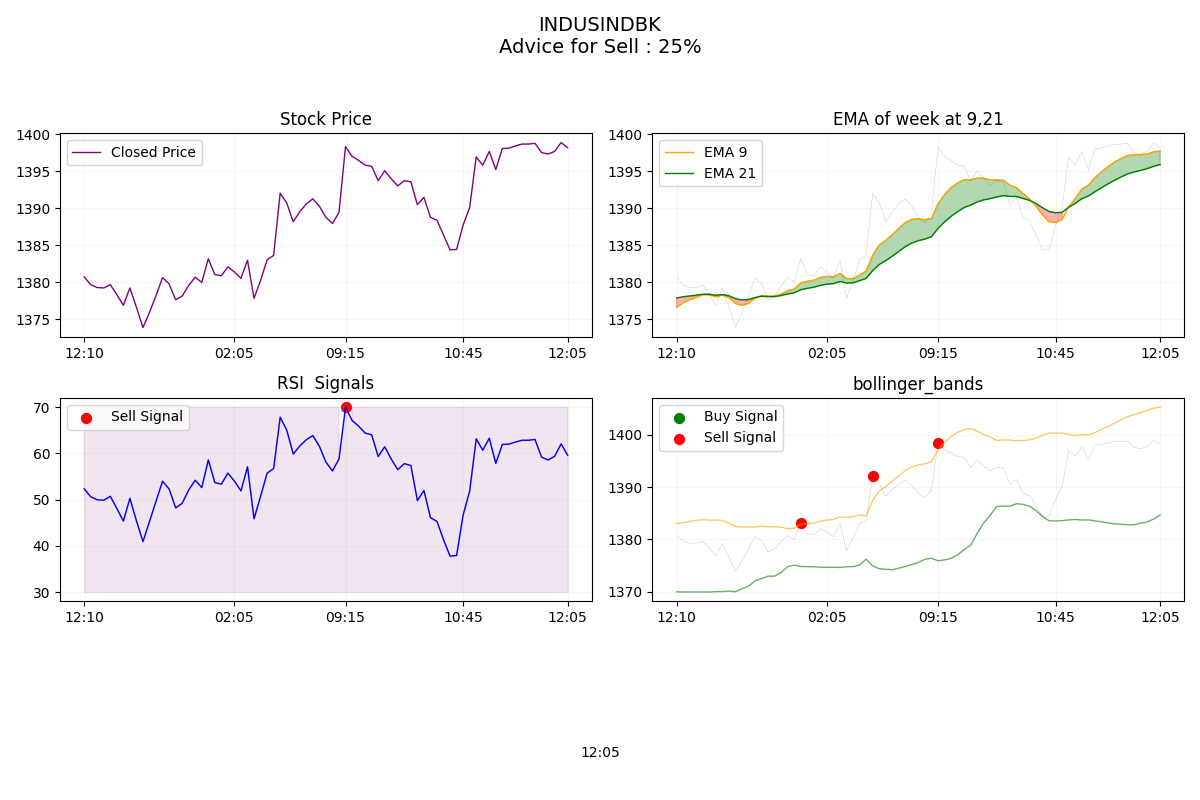 INDUSINDBK
Advice for Sell : 25%
Stock Price
1400
1395
1390
1385
1380
1375
Closed Price
12:10 02:05 09:15 10:45 12:05
EMA of week at 9,21
1400
1395
1390
1385
1380
1375
EMA 9
EMA 21
12:10 02:05 09:15 10:45 12:05
RSI  Signals
70
60
50
40
30
Sell Signal
12:10 02:05 09:15 10:45 12:05
bollinger_bands
1400
1390
1380
1370
Buy Signal
Sell Signal
12:10 02:05 09:15 10:45 12:05
12:05